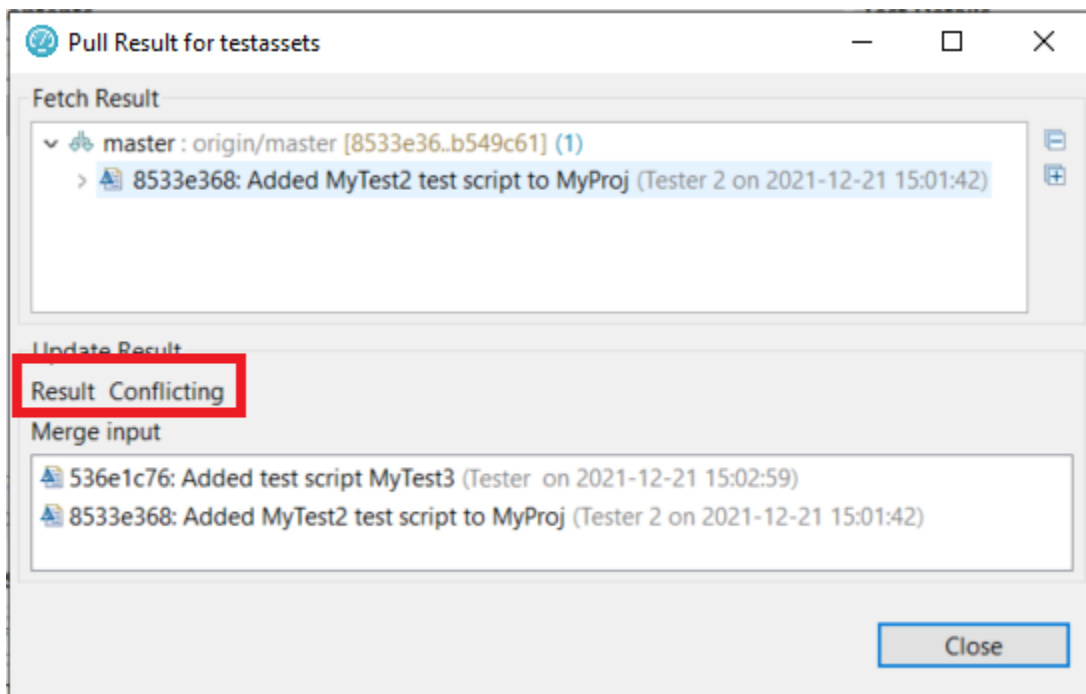 Pull Result for testassets
Fetch Result
master : origin/master [8533e36..b549c61] (1)
8533e368: Added MyTest2 test script to MyProj (Tester 2 on 2021-12-21 15:01:42)
Update Result
Result Conflicting
Merge input
536e1c76: Added test script MyTest3 (Tester on 2021-12-21 15:02:59)
8533e368: Added MyTest2 test script to MyProj (Tester 2 on 2021-12-21 15:01:42)
Close